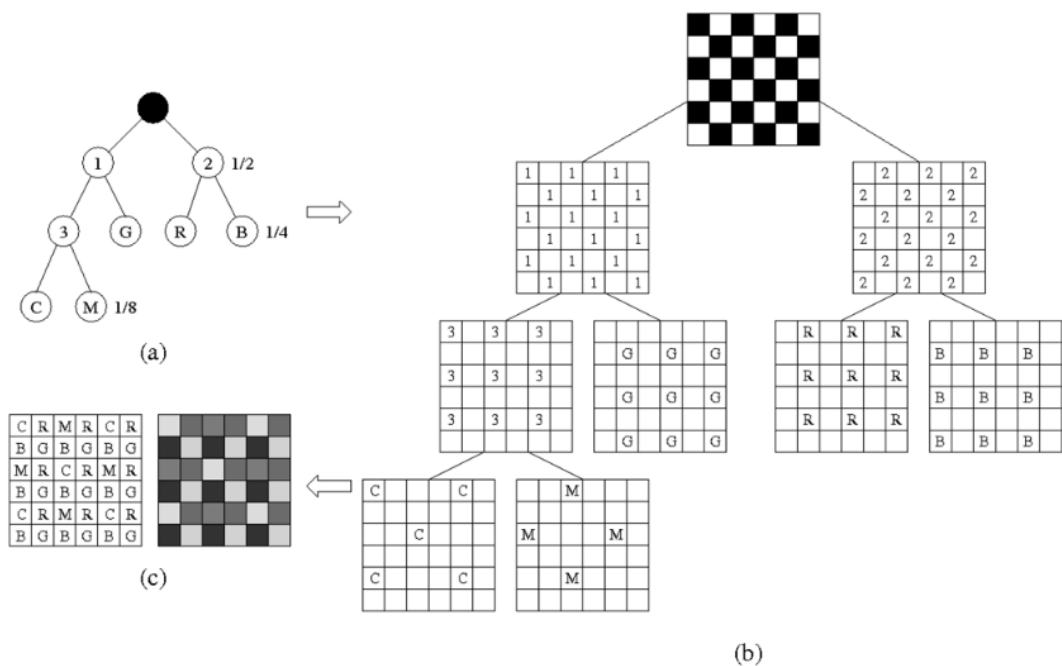 1 2 1/2
3 G R B 1/4
C M 1/8
(a)
1 1 1
1 1 1
1 1 1
1 1 1
1 1 1
1 1 1
2 2 2
2 2 2
2 2 2
2 2 2
2 2 2
2 2 2
3 3 3
3 3 3
3 3 3
G G G
G G G
G G G
R R R
R R R
R R R
B B B
B B B
B B B
C C
C
C C
M
M M
M
(b)
C R M R C R
B G B G B G
M R C R M R
B G B G B G
C R M R C R
B G B G B G
(c)